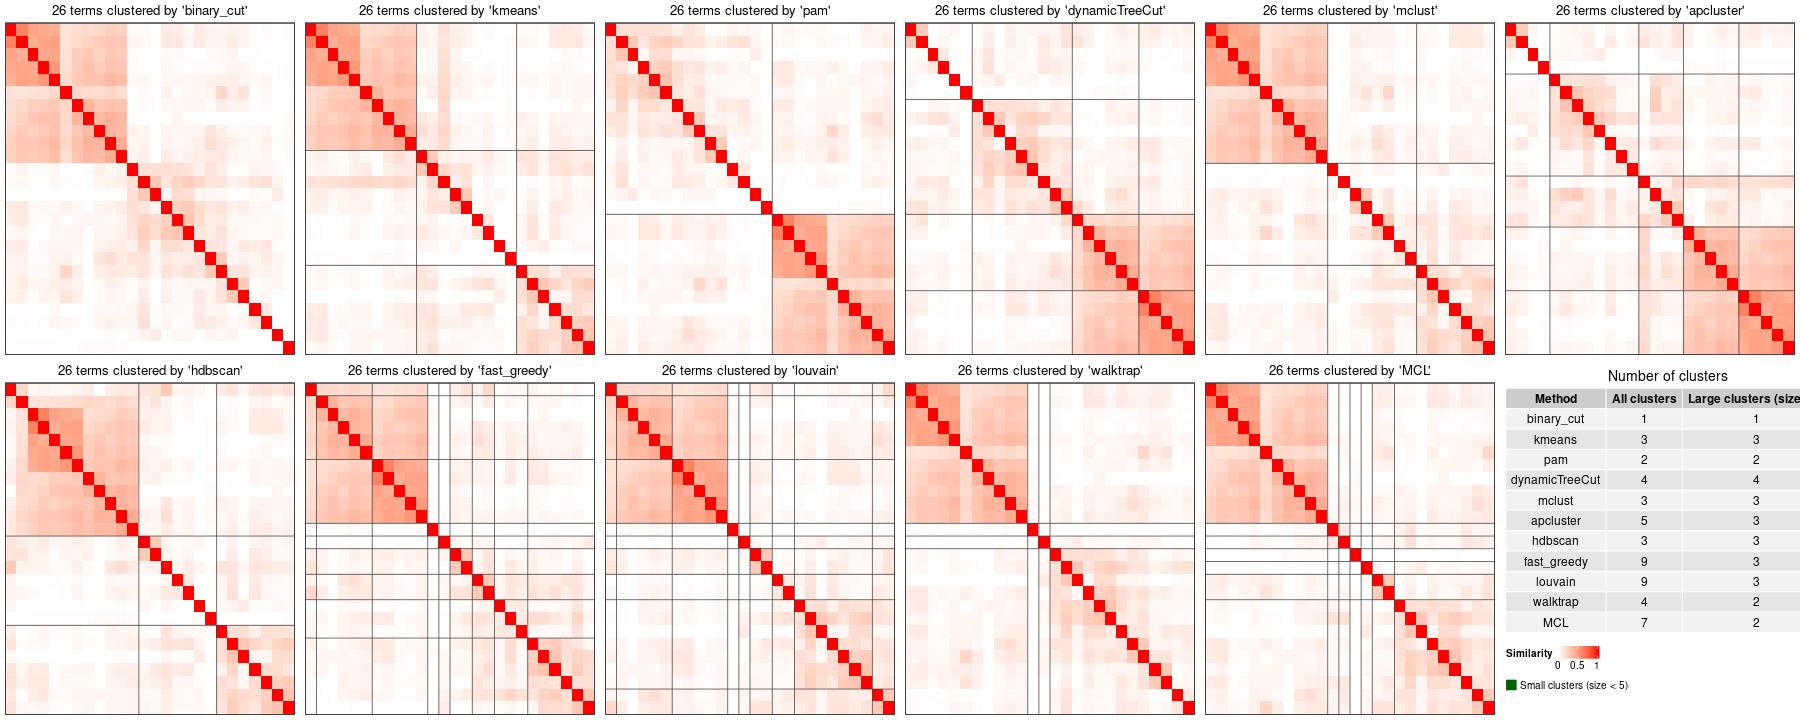 26 terms clustered by 'binary_cut'
26 terms clustered by 'kmeans'
26 terms clustered by 'pam'
26 terms clustered by 'dynamicTreeCut'
26 terms clustered by 'mclust'
26 terms clustered by 'apcluster'
26 terms clustered by 'hdbscan'
26 terms clustered by 'fast_greedy'
26 terms clustered by 'louvain'
26 terms clustered by 'walktrap'
26 terms clustered by 'MCL'
Number of clusters
Method All clusters Large clusters (size
binary_cut 1 1
kmeans 3 3
pam 2 2
dynamicTreeCut 4 4
mclust 3 3
apcluster 5 3
hdbscan 3 3
fast_greedy 9 3
louvain 9 3
walktrap 4 2
MCL 7 2
Similarity
0 0.5 1
Small clusters (size < 5)